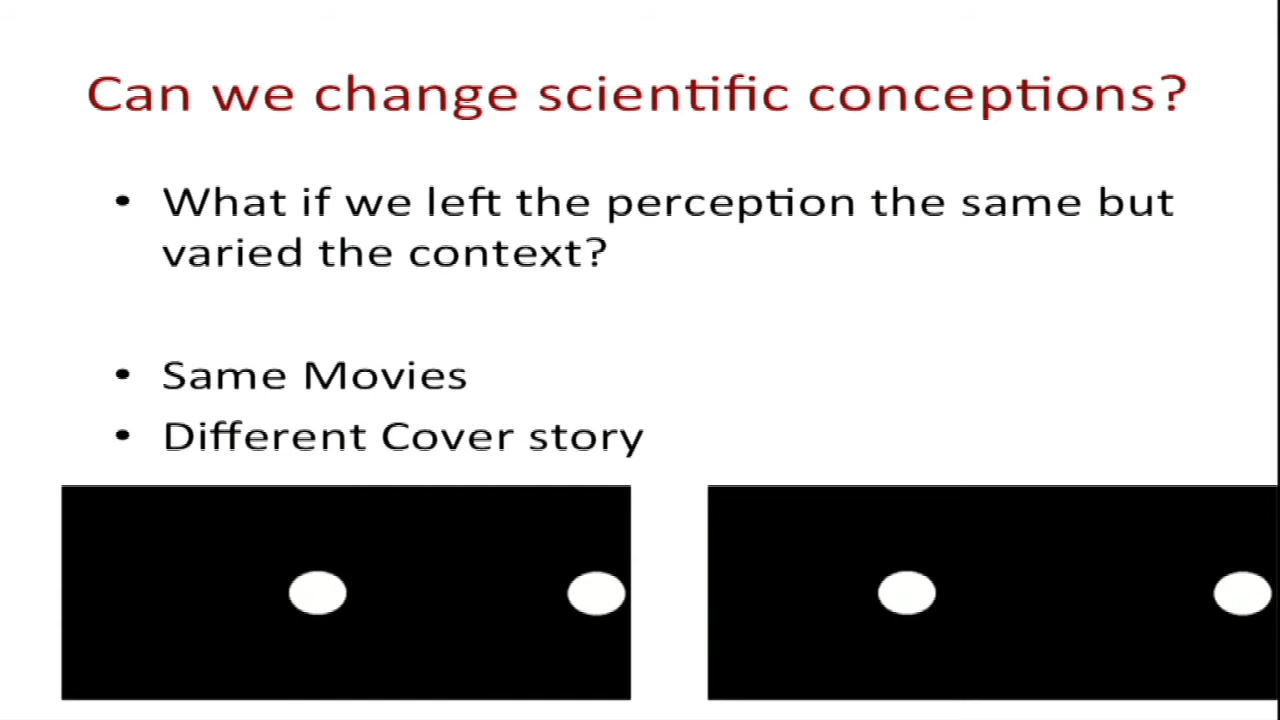 Can we change scientific conceptions?
• What if we left the perception the same but
varied the context?
• Same Movies
• Different Cover story